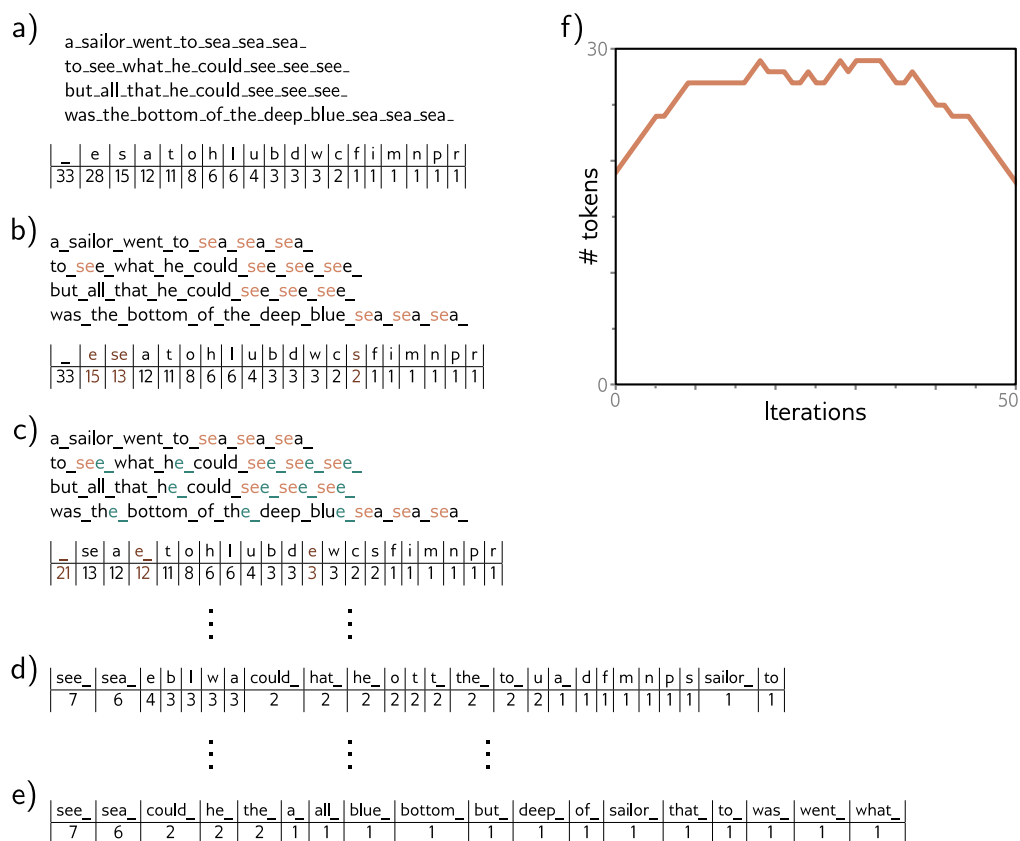 a)
a_sailor_went_to_sea_sea_sea_
to_see_what_he_could_see_see_see_
but_all_that_he_could_see_see_see_
was_the_bottom_of_the_deep_blue_sea_sea_sea_
_ e s a t o h l u b d w c f i m n p r
33 28 15 12 11 8 6 6 4 3 3 3 2 1 1 1 1 1 1
b)
a_sailor_went_to_sea_sea_sea_
to_see_what_he_could_see_see_see_
but_all_that_he_could_see_see_see_
was_the_bottom_of_the_deep_blue_sea_sea_sea_
_ e se a t o h l u b d w c s f i m n p r
33 15 13 12 11 8 6 6 4 3 3 3 2 2 1 1 1 1 1 1
c)
a_sailor_went_to_sea_sea_sea_
to_see_what_he_could_see_see_see_
but_all_that_he_could_see_see_see_
was_the_bottom_of_the_deep_blue_sea_sea_sea_
_ se a e_ t o h l u b d e w c s f i m n p r
21 13 12 12 11 8 6 6 4 3 3 3 3 2 2 1 1 1 1 1 1
d)
see_ sea_ e b l w a could_ hat_ he_ o t t_ the_ to_ u a_ d f m n p s sailor_ to
7 6 4 3 3 3 3 2 2 2 2 2 2 2 2 2 1 1 1 1 1 1 1 1 1
e)
see_ sea_ could_ he_ the_ a_ all_ blue_ bottom_ but_ deep_ of_ sailor_ that_ to_ was_ went_ what_
7 6 2 2 2 1 1 1 1 1 1 1 1 1 1 1 1 1
f)
30
# tokens
0
0
50
Iterations